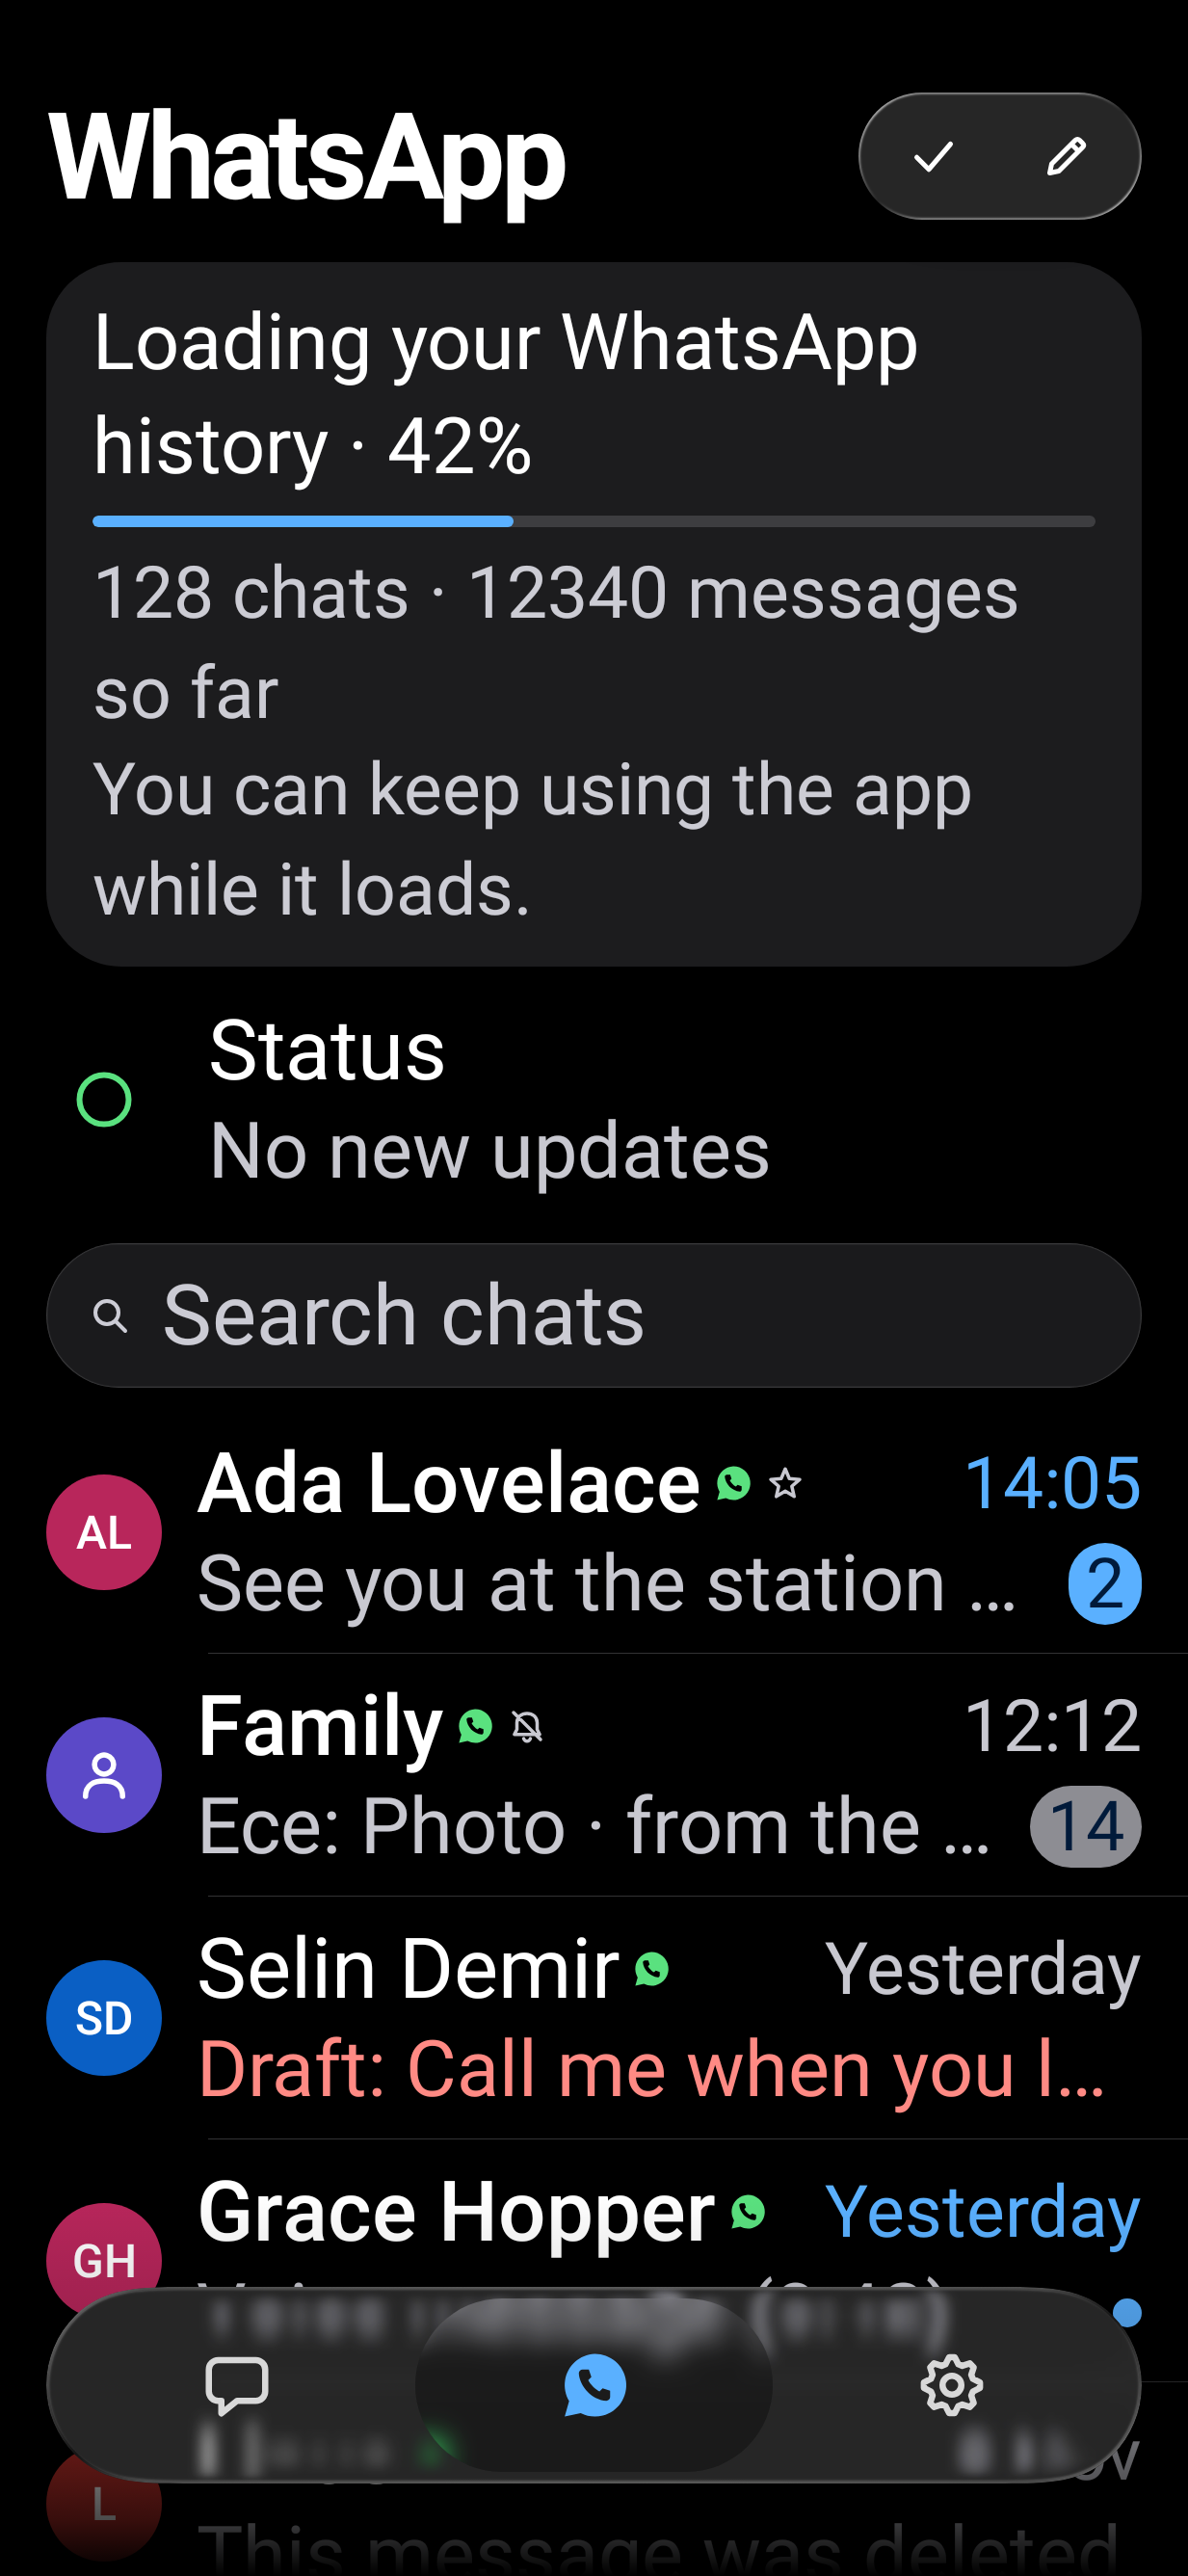 WhatsApp
Loading your WhatsApp
history · 42%
128 chats · 12340 messages
so far
You can keep using the app
while it loads.
Status
No new updates
Search chats
AL
Ada Lovelace
14:05
See you at the station …
2
Family
12:12
Ece: Photo · from the …
14
SD
Selin Demir
Yesterday
Draft: Call me when you l…
GH
Grace Hopper
Yesterday
L
This message was deleted